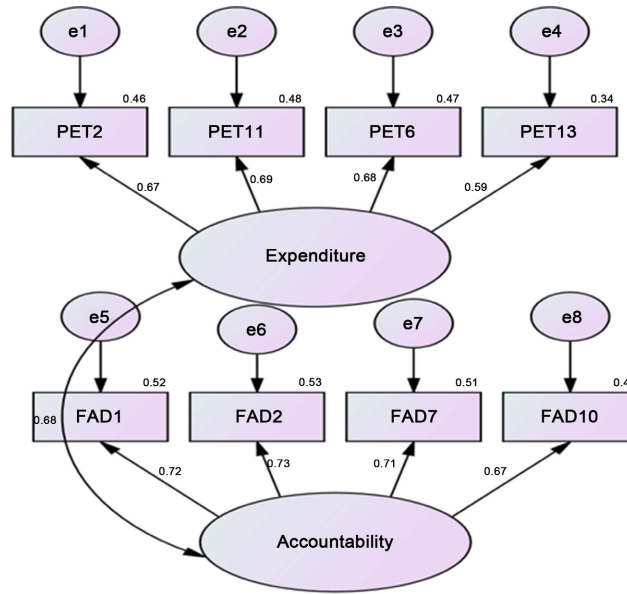 e1 e2 e3 e4
0.46 0.48 0.47 0.34
PET2 PET11 PET6 PET13
0.67 0.69 0.68 0.59
Expenditure
e5 e6 e7 e8
0.52 0.53 0.51
0.68 FAD1 FAD2 FAD7 FAD10
0.72 0.73 0.71 0.67
Accountability